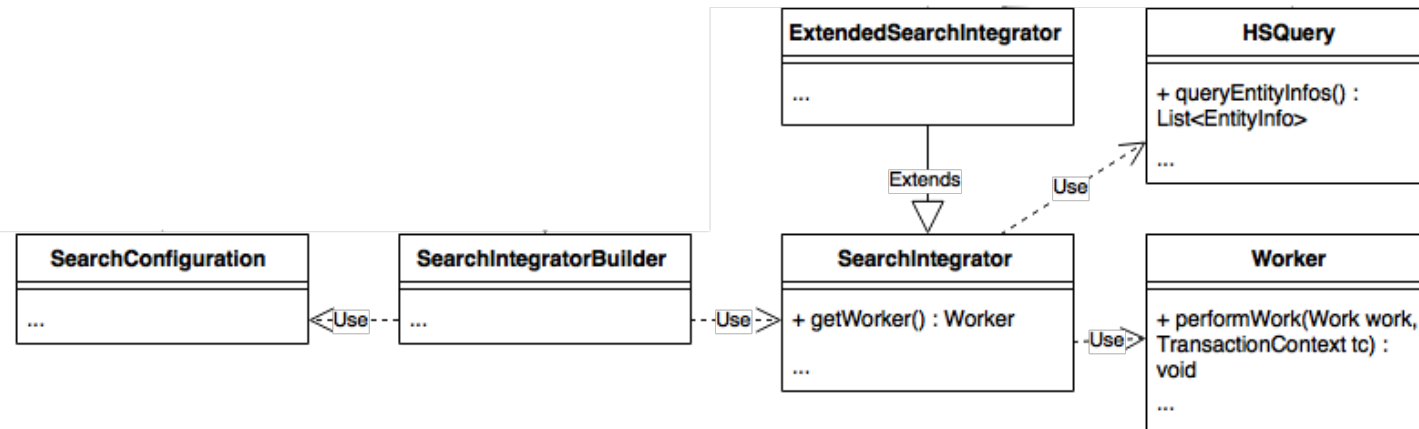 ExtendedSearchIntegrator
...
HSQuery
+ queryEntityInfos() :
List<EntityInfo>
...
Extends
Use
SearchConfiguration
...
Use
SearchIntegratorBuilder
...
Use
SearchIntegrator
+ getWorker() : Worker
...
Use
Worker
+ performWork(Work work,
TransactionContext tc) :
void
...